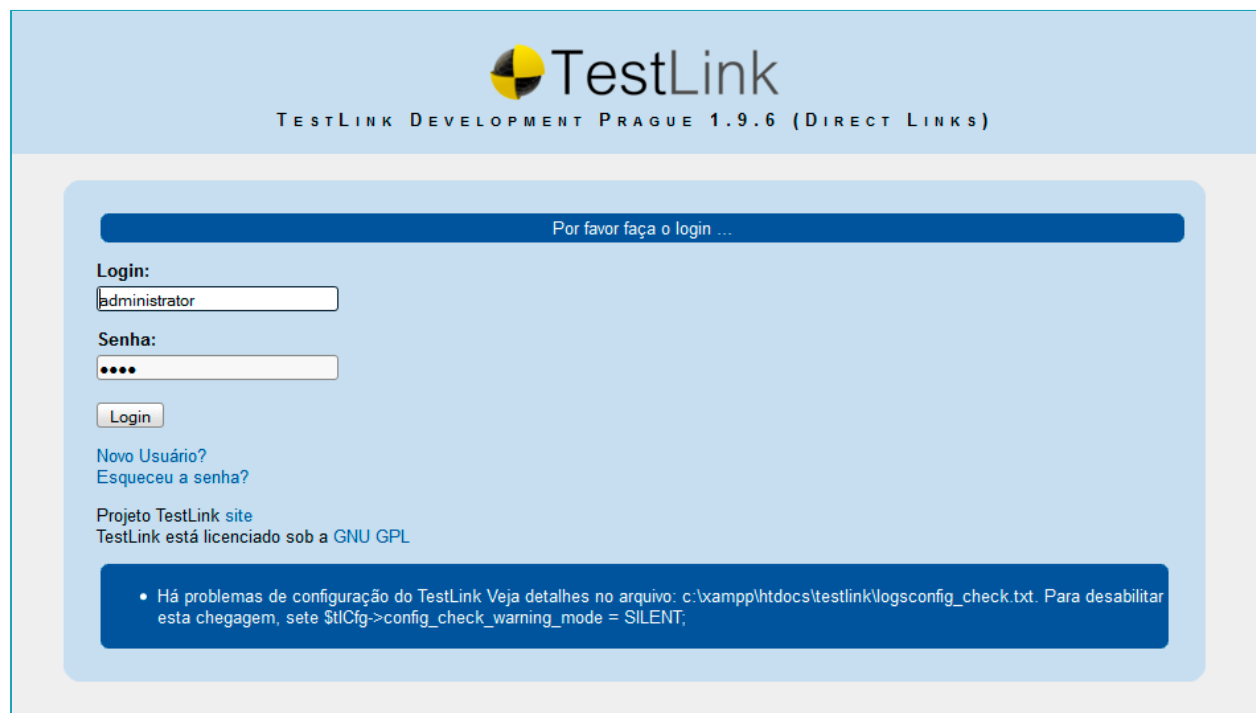 TestLink
TestLink Development Prague 1.9.6 (Direct Links)
Por favor faça o login ...
Login:
administrator
Senha:
••••
Login
Novo Usuário?
Esqueceu a senha?
Projeto TestLink site
TestLink está licenciado sob a GNU GPL
• Há problemas de configuração do TestLink Veja detalhes no arquivo: c:\xampp\htdocs\testlink\logsconfig_check.txt. Para desabilitar
esta chegagem, sete $tlCfg->config_check_warning_mode = SILENT;